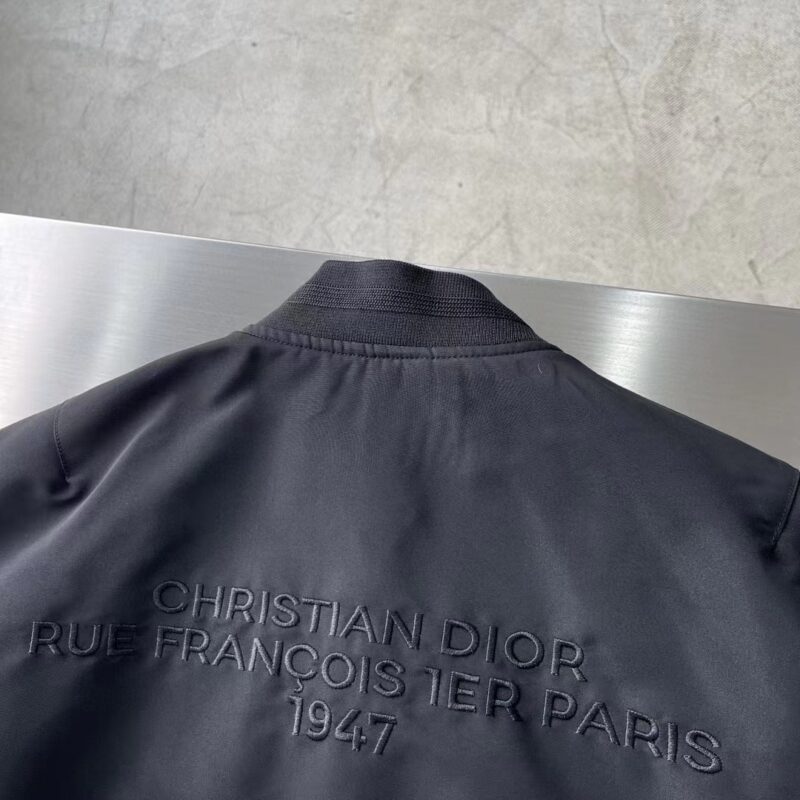 CHRISTIAN DIOR
RUE FRANÇOIS 1ER PARIS
1947